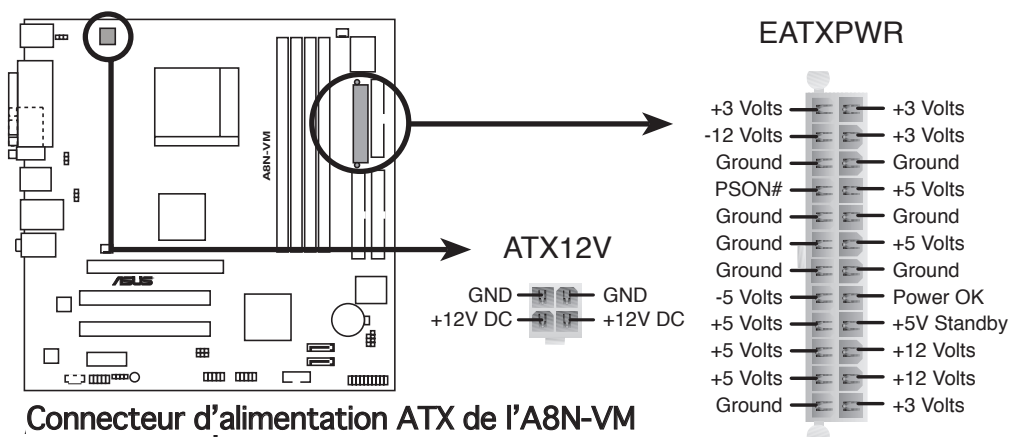 EATXPWR
+3 Volts +3 Volts
-12 Volts +3 Volts
Ground Ground
PSON# +5 Volts
Ground Ground
Ground +5 Volts
Ground Ground
-5 Volts Power OK
+5 Volts +5V Standby
+5 Volts +12 Volts
+5 Volts +12 Volts
Ground +3 Volts
A8N-VM
ATX12V
GND GND
+12V DC +12V DC
ASUS
Connecteur d’alimentation ATX de l’A8N-VM